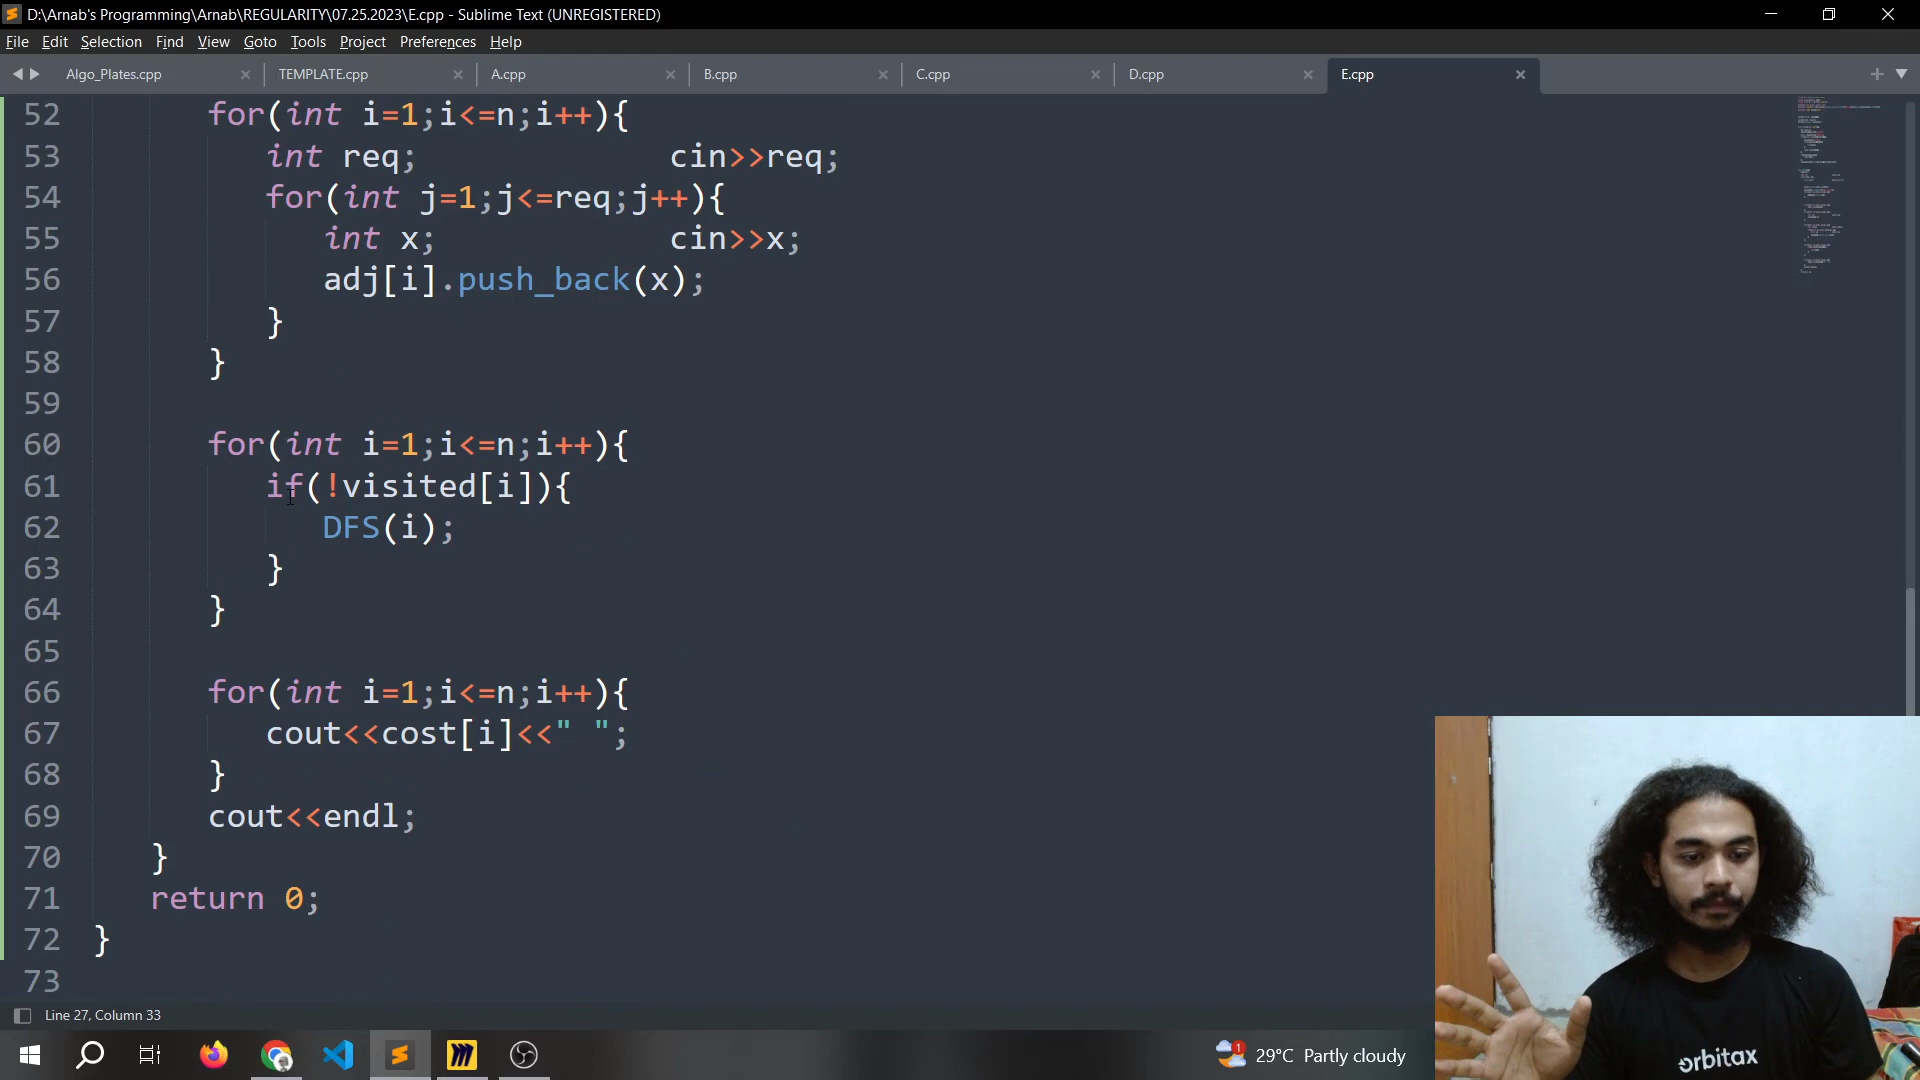 D:\Arnab's Programming\Arnab\REGULARITY\07.25.2023\E.cpp - Sublime Text (UNREGISTERED)
File Edit Selection Find View Goto Tools Project Preferences Help
Algo_Plates.cpp TEMPLATE.cpp A.cpp B.cpp C.cpp D.cpp E.cpp
52 for(int i=1;i<=n;i++){
53 int req; cin>>req;
54 for(int j=1;j<=req;j++){
55 int x; cin>>x;
56 adj[i].push_back(x);
57 }
58 }
59
60 for(int i=1;i<=n;i++){
61 if(!visited[i]){
62 DFS(i);
63 }
64 }
65
66 for(int i=1;i<=n;i++){
67 cout<<cost[i]<<" ";
68 }
69 cout<<endl;
70 }
71 return 0;
72 }
73
Line 27, Column 33
1 29°C Partly cloudy
orbitax